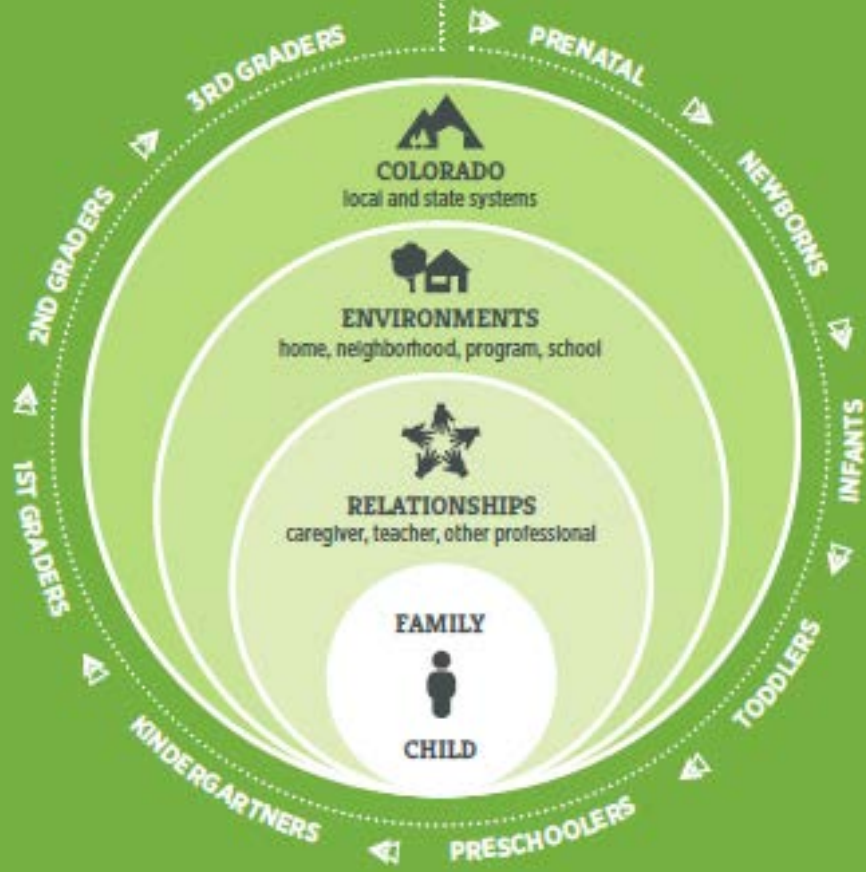 PRENATAL
NEWBORNS
INFANTS
TODDLERS
PRESCHOOLERS
KINDERGARTNERS
1ST GRADERS
2ND GRADERS
3RD GRADERS
COLORADO
local and state systems
ENVIRONMENTS
home, neighborhood, program, school
RELATIONSHIPS
caregiver, teacher, other professional
FAMILY
CHILD